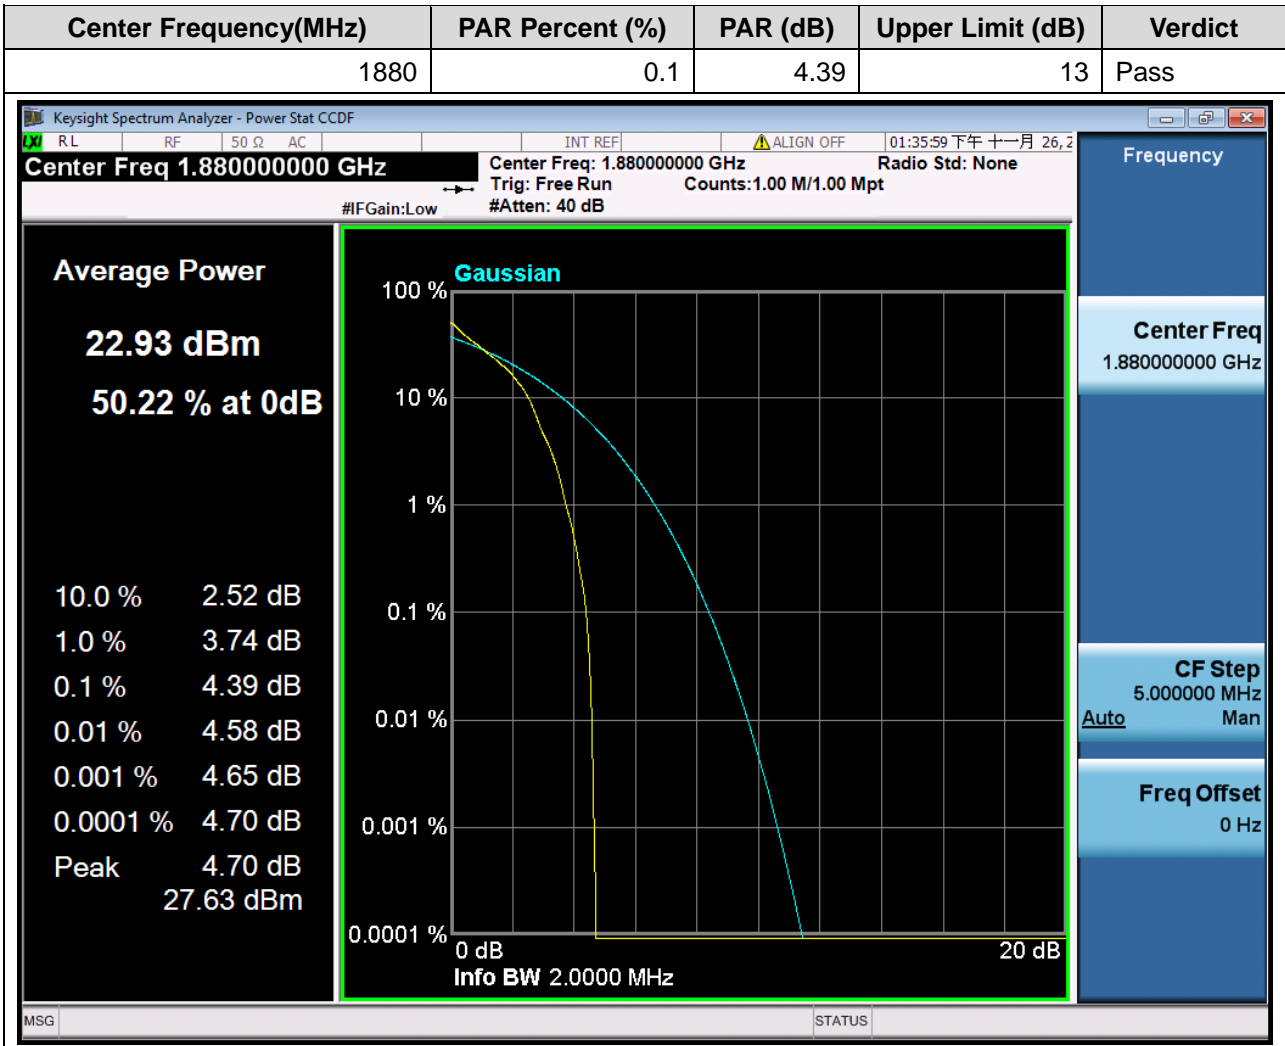 Center Frequency(MHz) PAR Percent (%) PAR (dB) Upper Limit (dB) Verdict
1880 0.1 4.39 13 Pass
Keysight Spectrum Analyzer - Power Stat CCDF
LXI RL RF 50 Ω AC INT REF ALIGN OFF 01:35:59 下午 十一月 26, 2
Center Freq 1.880000000 GHz
Center Freq: 1.880000000 GHz Radio Std: None
Trig: Free Run Counts:1.00 M/1.00 Mpt
#IFGain:Low #Atten: 40 dB
Average Power
22.93 dBm
50.22 % at 0dB
10.0 % 2.52 dB
1.0 % 3.74 dB
0.1 % 4.39 dB
0.01 % 4.58 dB
0.001 % 4.65 dB
0.0001 % 4.70 dB
Peak 4.70 dB
27.63 dBm
Gaussian
100 %
10 %
1 %
0.1 %
0.01 %
0.001 %
0.0001 %
0 dB 20 dB
Info BW 2.0000 MHz
Frequency
Center Freq
1.880000000 GHz
CF Step
5.000000 MHz
Auto Man
Freq Offset
0 Hz
MSG STATUS